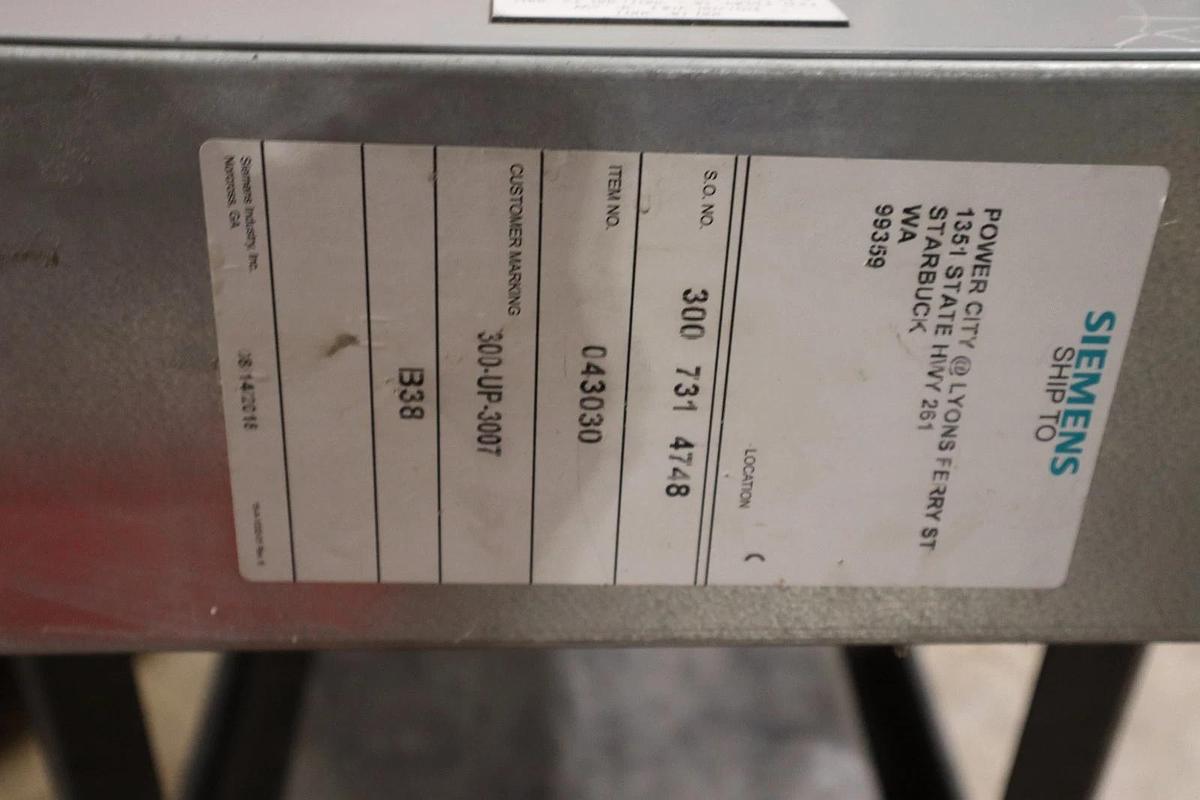 SIEMENS
SHIP TO
POWER CITY @ LYONS FERRY ST
1351 STATE HWY 261
STARBUCK
WA
99359
LOCATION (
S.O. NO. 300 731 4748
ITEM NO. 043030
CUSTOMER MARKING 300-UP-3007
B38
Siemens Industry, Inc.
Norcross, GA